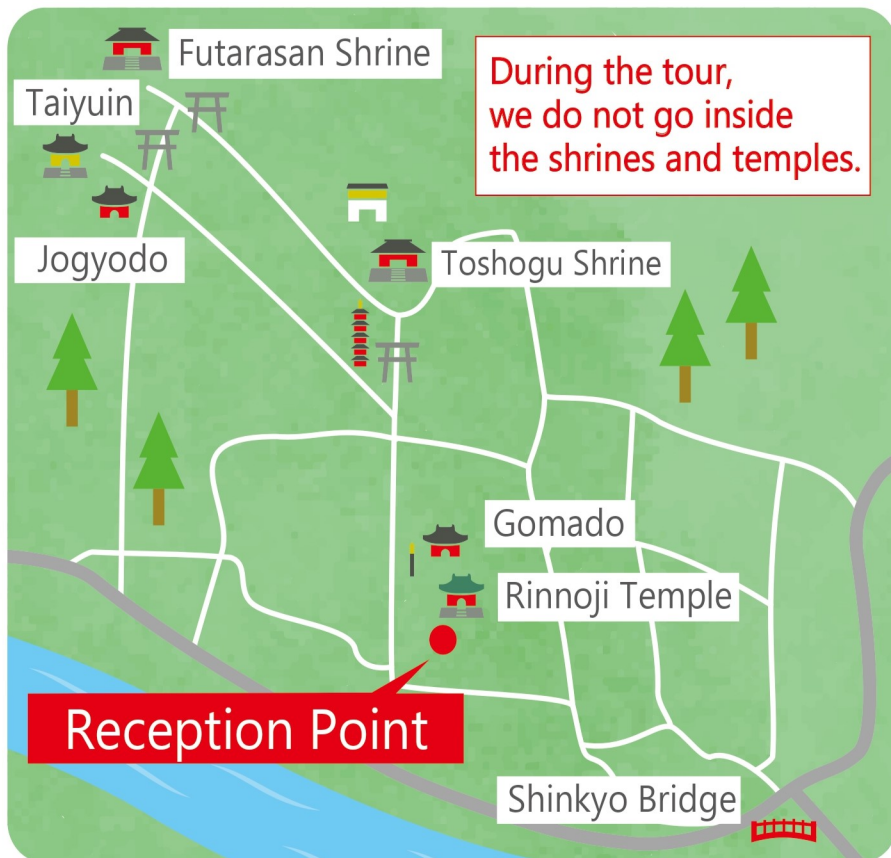 Futarasan Shrine
During the tour,
we do not go inside
the shrines and temples.
Taiyuin
Jogyodo
Toshogu Shrine
Gomado
Rinnoji Temple
Reception Point
Shinkyo Bridge